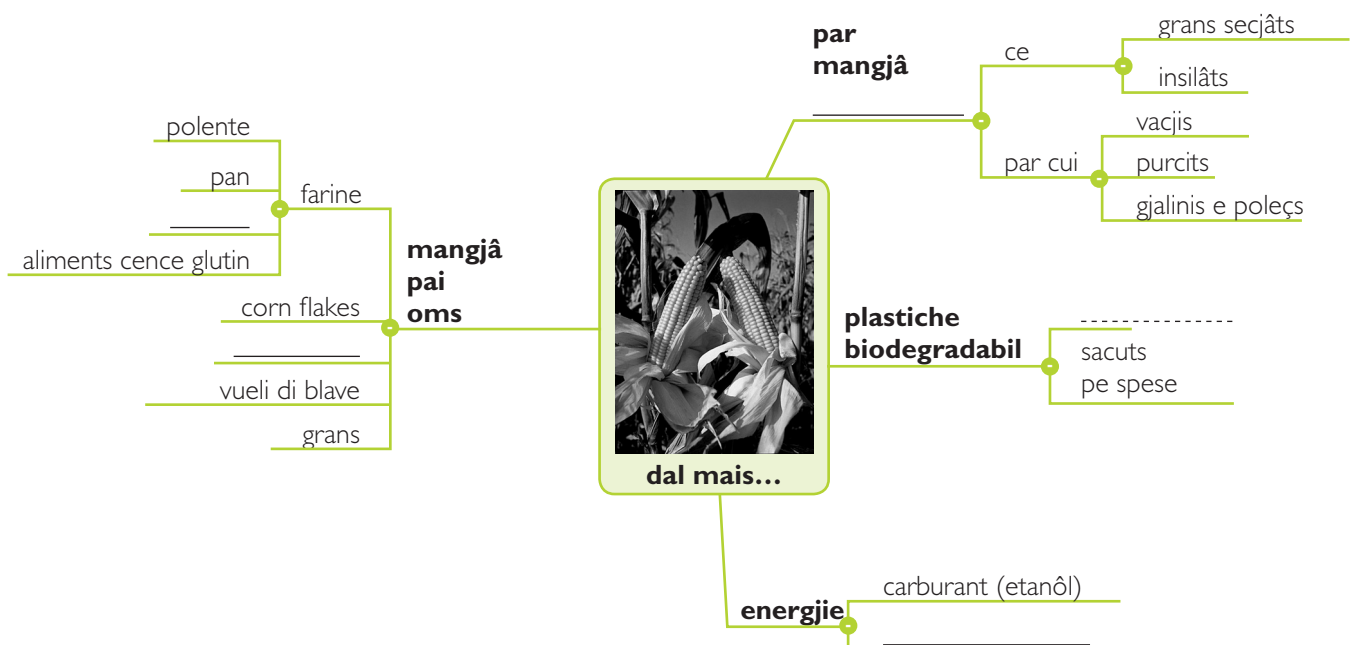 par
mangjâ
ce
grans secjâts
insilâts
par cui
vacjis
purcits
gjalinis e poleçs
polente
pan
farine
aliments cence glutin
mangjâ
pai
oms
corn flakes
vueli di blave
grans
plastiche
biodegradabil
sacuts
pe spese
dal mais…
energjie
carburant (etanôl)